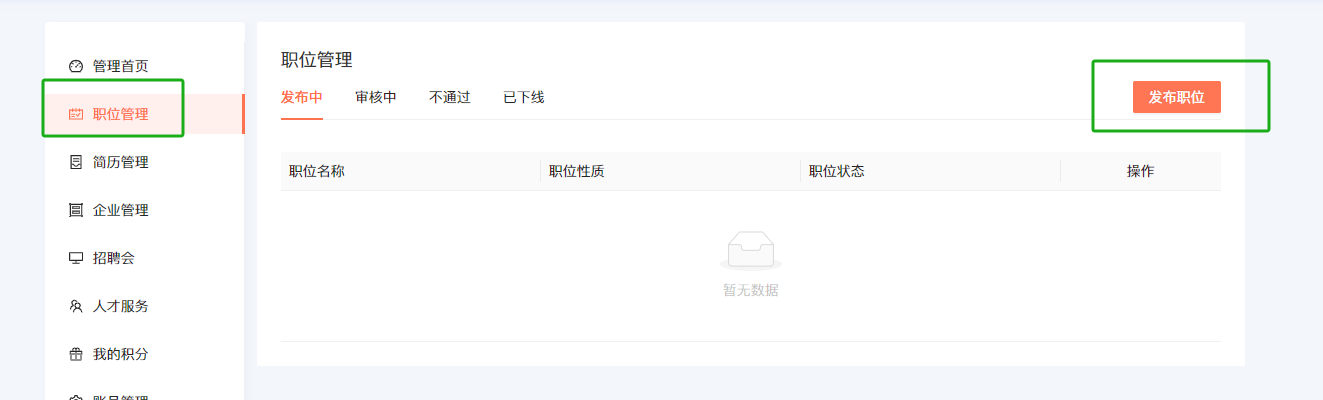 管理首页
职位管理
简历管理
企业管理
招聘会
人才服务
我的积分
职位管理
发布中 审核中 不通过 已下线
发布职位
职位名称 职位性质 职位状态 操作
暂无数据